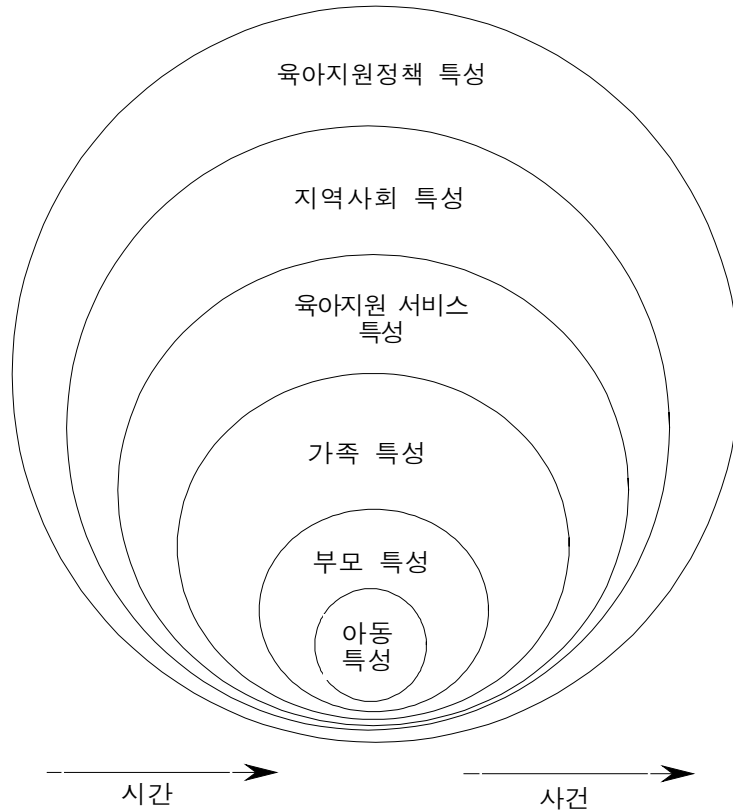 육아지원정책 특성
지역사회 특성
육아지원 서비스
특성
가족 특성
부모 특성
아동
특성
시간
사건